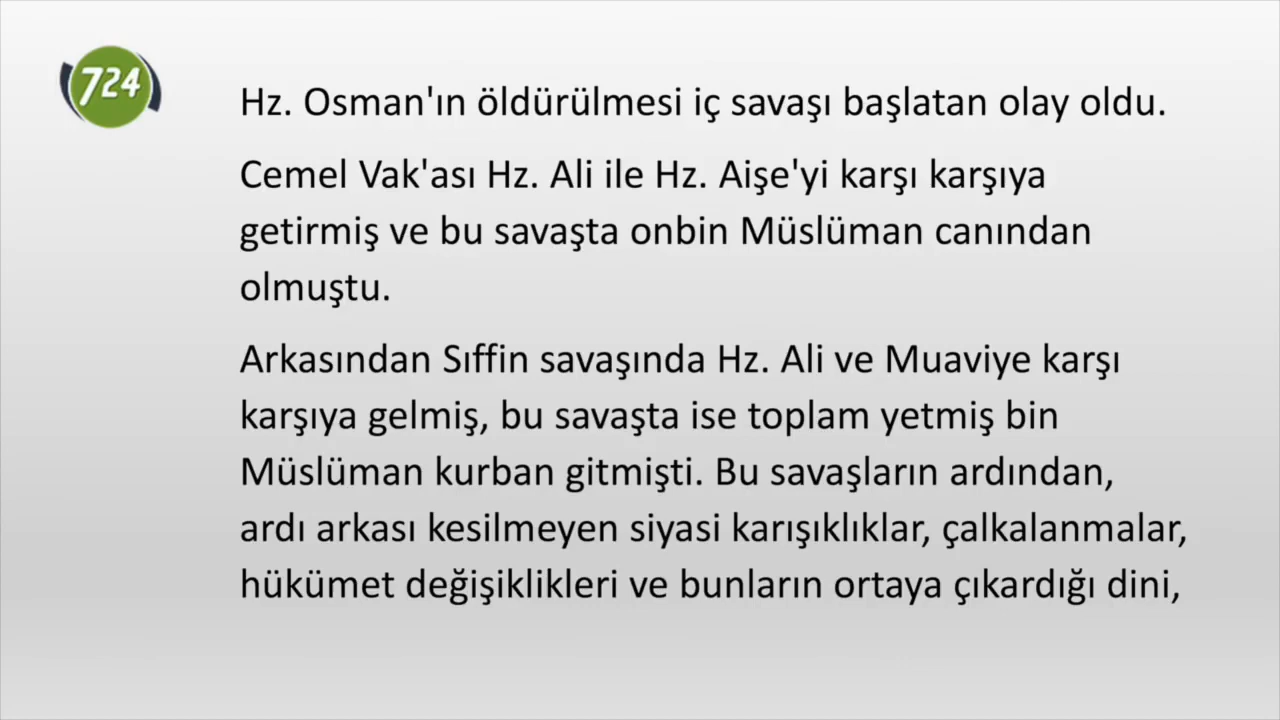 724
Hz. Osman'ın öldürülmesi iç savaşı başlatan olay oldu.
Cemel Vak'ası Hz. Ali ile Hz. Aişe'yi karşı karşıya
getirmiş ve bu savaşta onbin Müslüman canından
olmuştu.
Arkasından Sıffin savaşında Hz. Ali ve Muaviye karşı
karşıya gelmiş, bu savaşta ise toplam yetmiş bin
Müslüman kurban gitmişti. Bu savaşların ardından,
ardı arkası kesilmeyen siyasi karışıklıklar, çalkalanmalar,
hükümet değişiklikleri ve bunların ortaya çıkardığı dini,